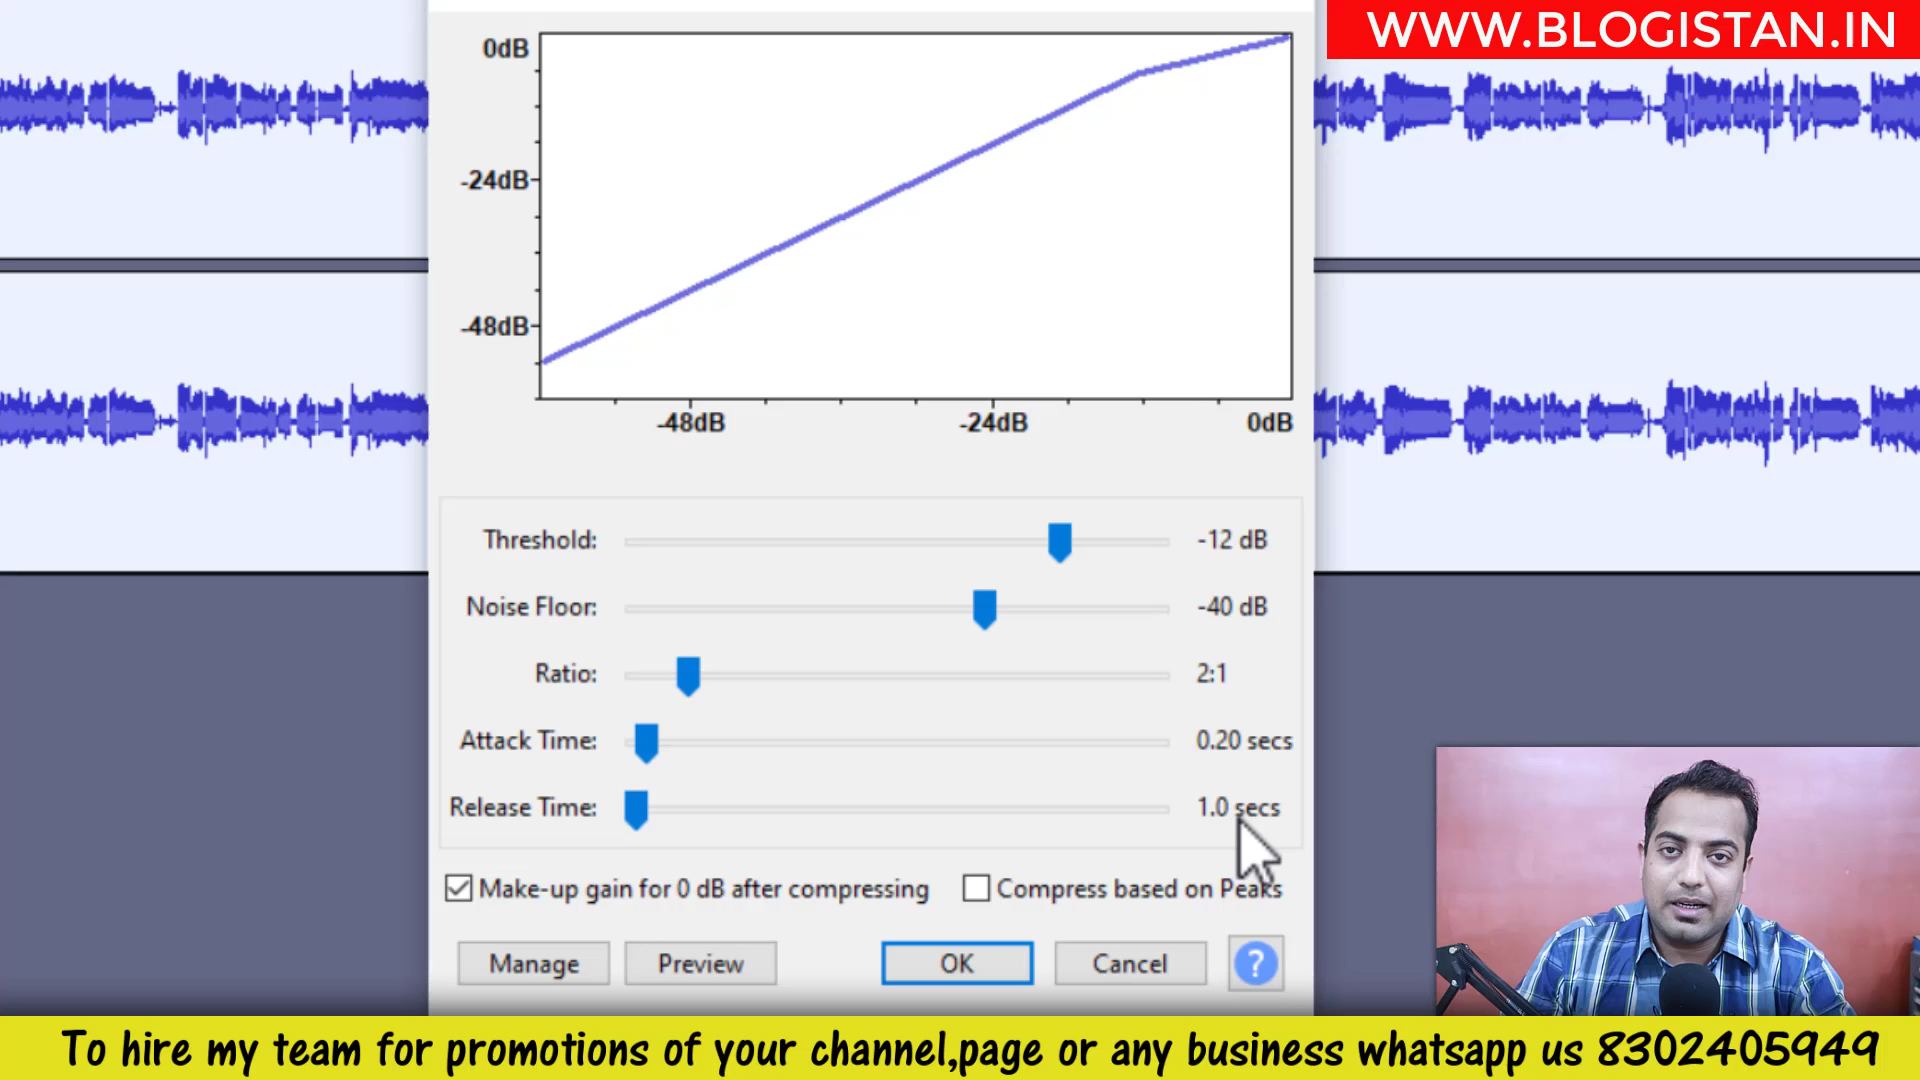 WWW.BLOGISTAN.IN
0dB
-24dB
-48dB
-48dB -24dB 0dB
Threshold: -12 dB
Noise Floor: -40 dB
Ratio: 2:1
Attack Time: 0.20 secs
Release Time: 1.0 secs
Make-up gain for 0 dB after compressing Compress based on Peaks
Manage Preview OK Cancel ?
To hire my team for promotions of your channel,page or any business whatsapp us 8302405949